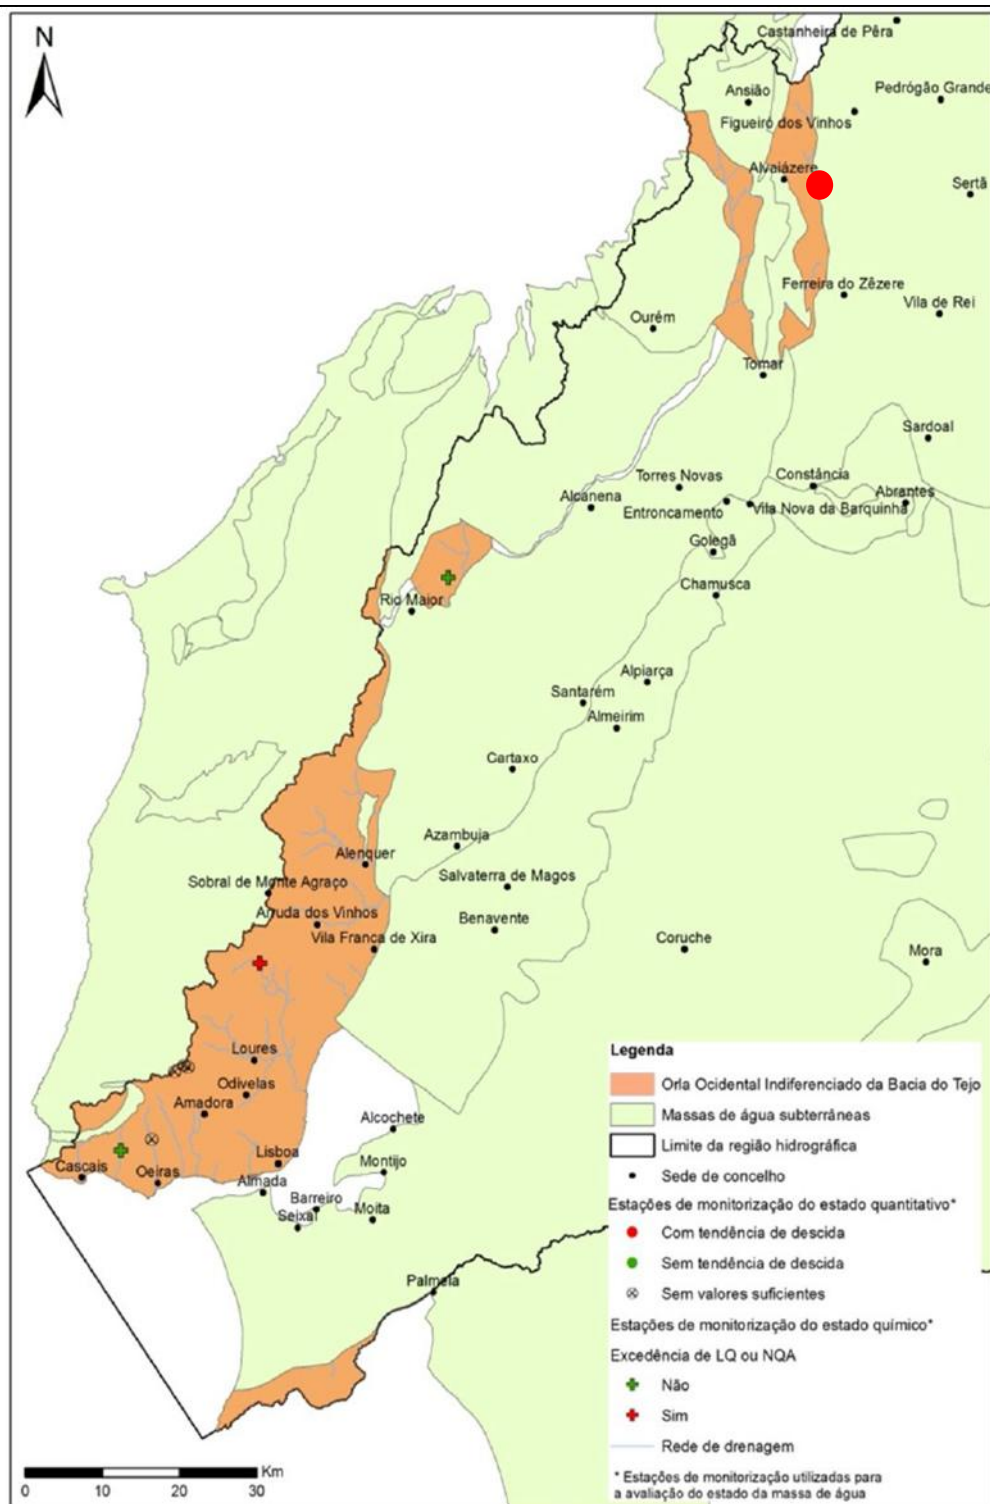 N
Castanheira de Pêra
Ansião
Pedrógão Grande
Figueiró dos Vinhos
Alvaiázere
Sertã
Ferreira do Zêzere
Vila de Rei
Ourém
Tomar
Sardoal
Torres Novas
Constância
Alcanena
Abrantes
Entroncamento
Vila Nova da Barquinha
Golegã
Chamusca
Rio Maior
Alpiarça
Santarém
Almeirim
Cartaxo
Azambuja
Alenquer
Salvaterra de Magos
Sobral de Monte Agraço
Arruda dos Vinhos
Benavente
Vila Franca de Xira
Coruche
Mora
Loures
Odivelas
Amadora
Alcochete
Lisboa
Montijo
Cascais
Oeiras
Almada
Barreiro
Moita
Seixal
Palmela
Legenda
Orla Ocidental Indiferenciado da Bacia do Tejo
Massas de água subterrâneas
Limite da região hidrográfica
Sede de concelho
Estações de monitorização do estado quantitativo*
Com tendência de descida
Sem tendência de descida
Sem valores suficientes
Estações de monitorização do estado químico*
Excedência de LQ ou NQA
Não
Sim
Rede de drenagem
* Estações de monitorização utilizadas para
a avaliação do estado da massa de água
Km
0 10 20 30